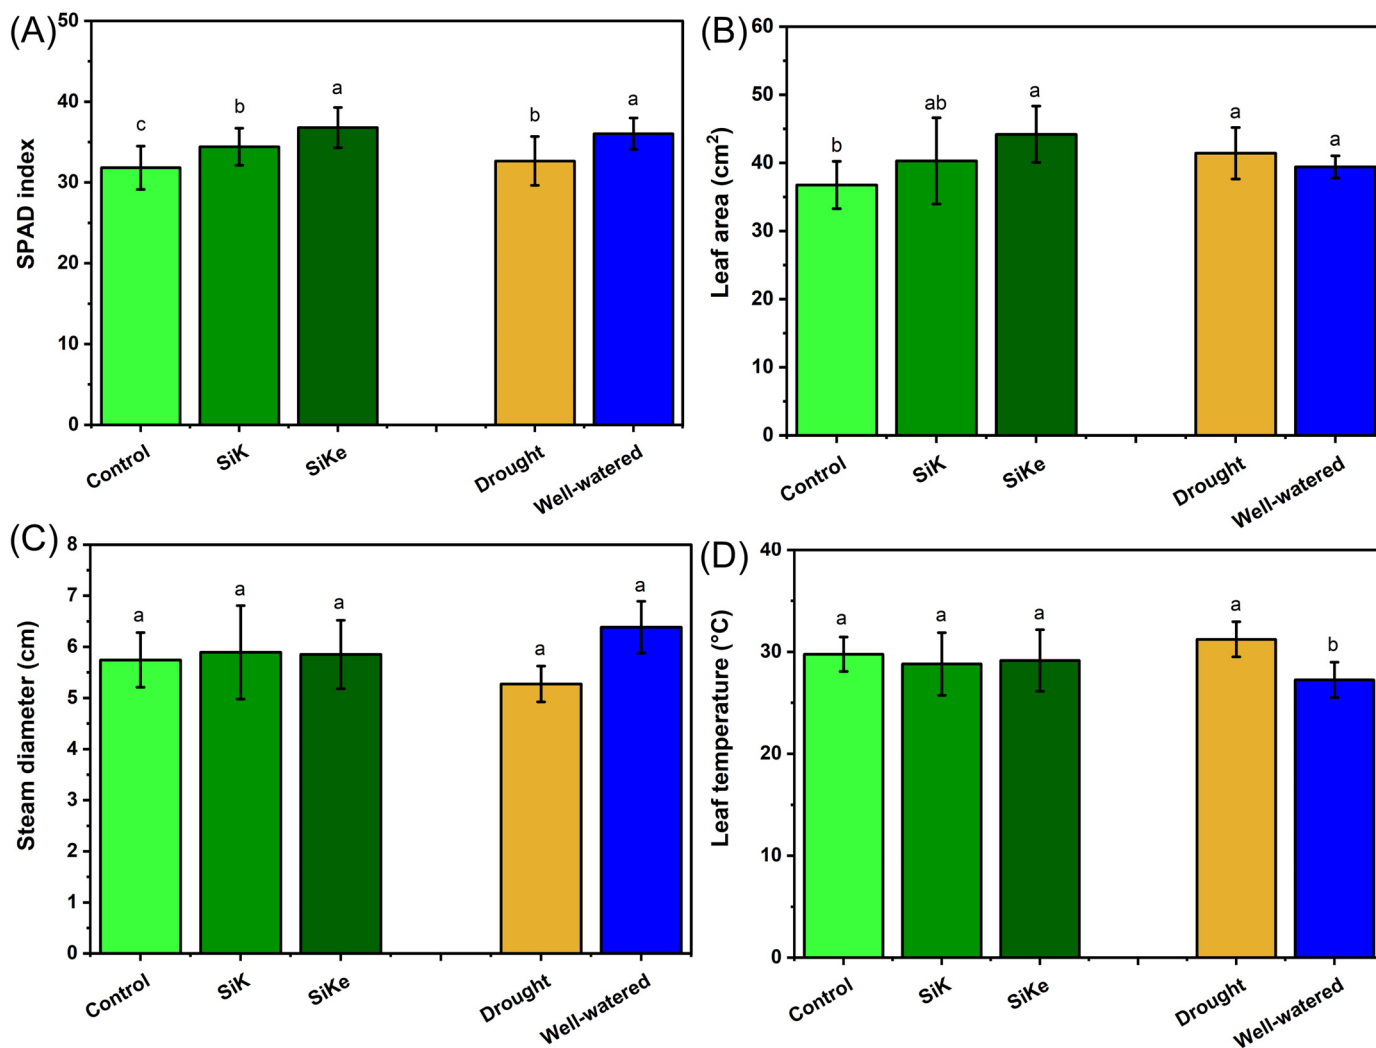 (A)
SPAD index
50
40
30
20
10
0
c
b
a
b
a
Control
SiK
SiKe
Drought
Well-watered
(B)
Leaf area (cm²)
60
50
40
30
20
10
0
b
ab
a
a
a
Control
SiK
SiKe
Drought
Well-watered
(C)
Steam diameter (cm)
8
7
6
5
4
3
2
1
0
a
a
a
a
a
Control
SiK
SiKe
Drought
Well-watered
(D)
Leaf temperature (°C)
40
30
20
10
0
a
a
a
a
b
Control
SiK
SiKe
Drought
Well-watered